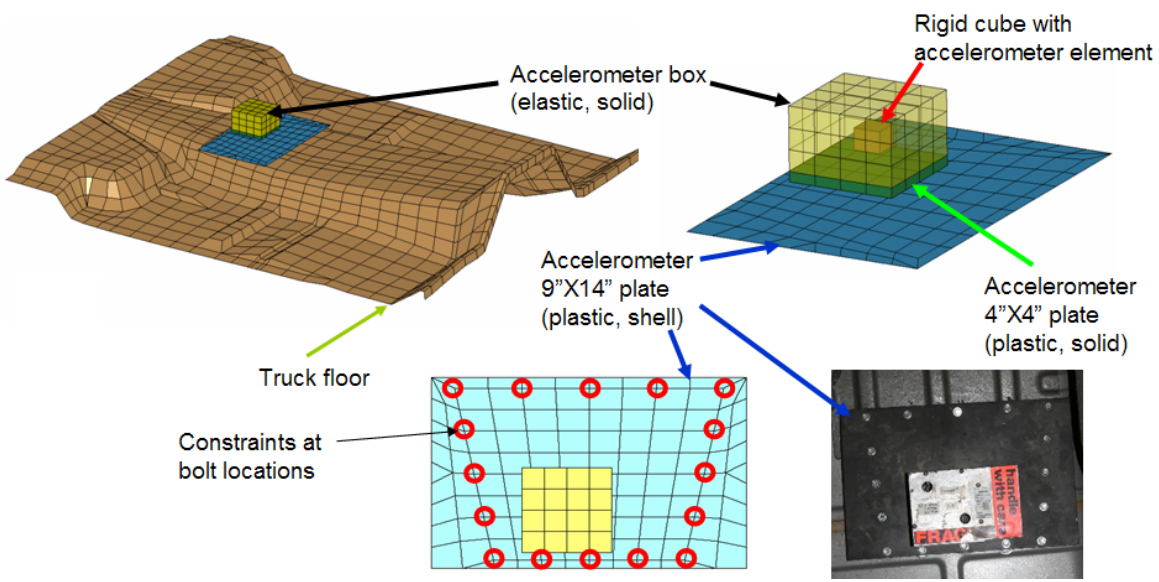 Accelerometer box
(elastic, solid)
Rigid cube with
accelerometer element
Accelerometer
9”X14” plate
(plastic, shell)
Accelerometer
4”X4” plate
(plastic, solid)
Truck floor
Constraints at
bolt locations
handle
with care
FRAG